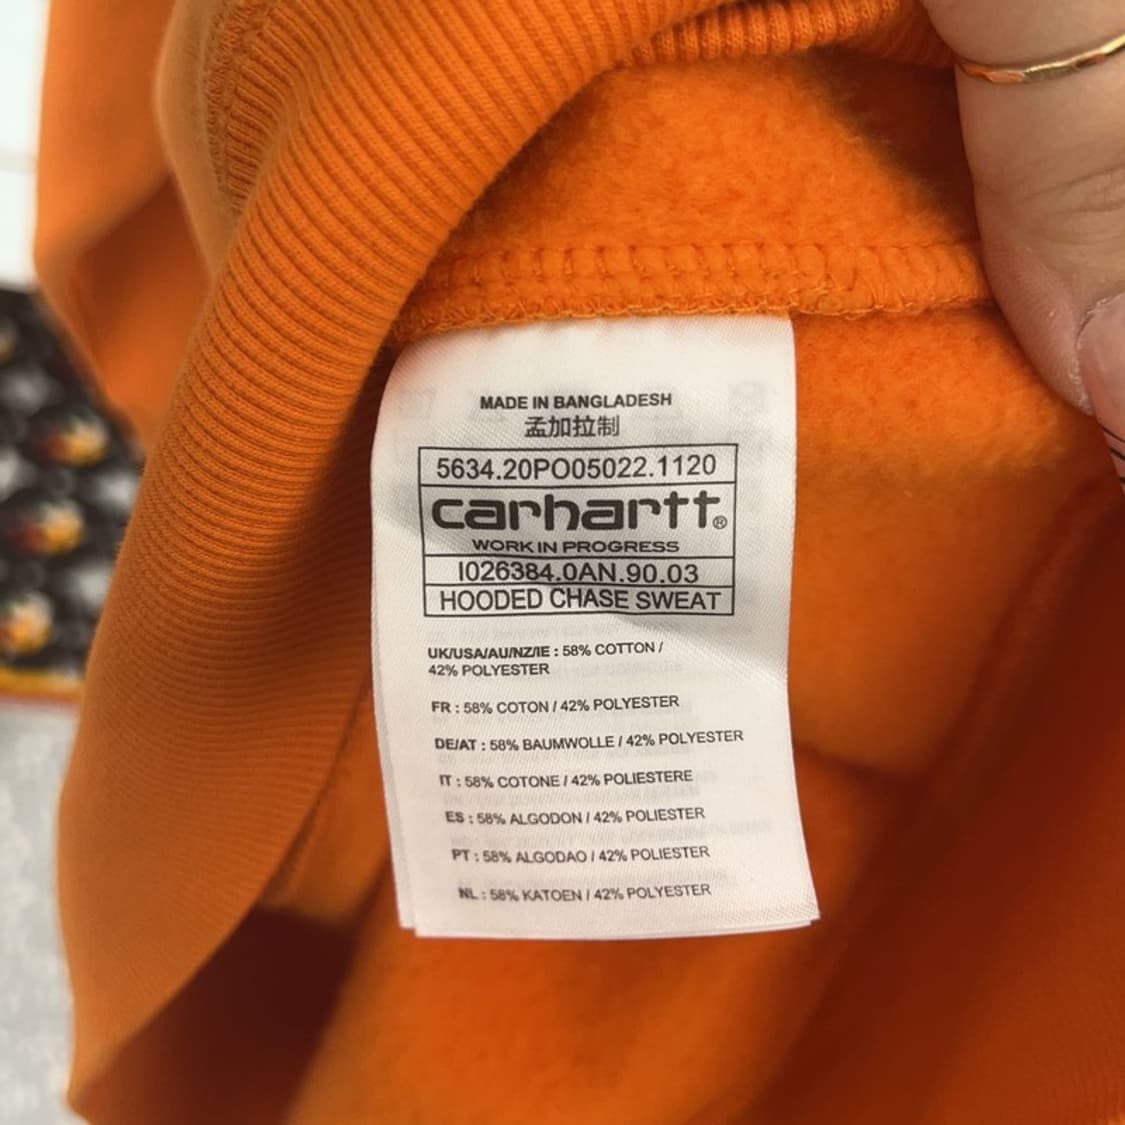 MADE IN BANGLADESH
孟加拉制
5634.20PO05022.1120
carhartt®
WORK IN PROGRESS
I026384.0AN.90.03
HOODED CHASE SWEAT
UK/USA/AU/NZ/IE : 58% COTTON /
42% POLYESTER
FR : 58% COTON / 42% POLYESTER
DE/AT : 58% BAUMWOLLE / 42% POLYESTER
IT : 58% COTONE / 42% POLIESTERE
ES : 58% ALGODON / 42% POLIESTER
PT : 58% ALGODAO / 42% POLIESTER
NL : 58% KATOEN / 42% POLYESTER